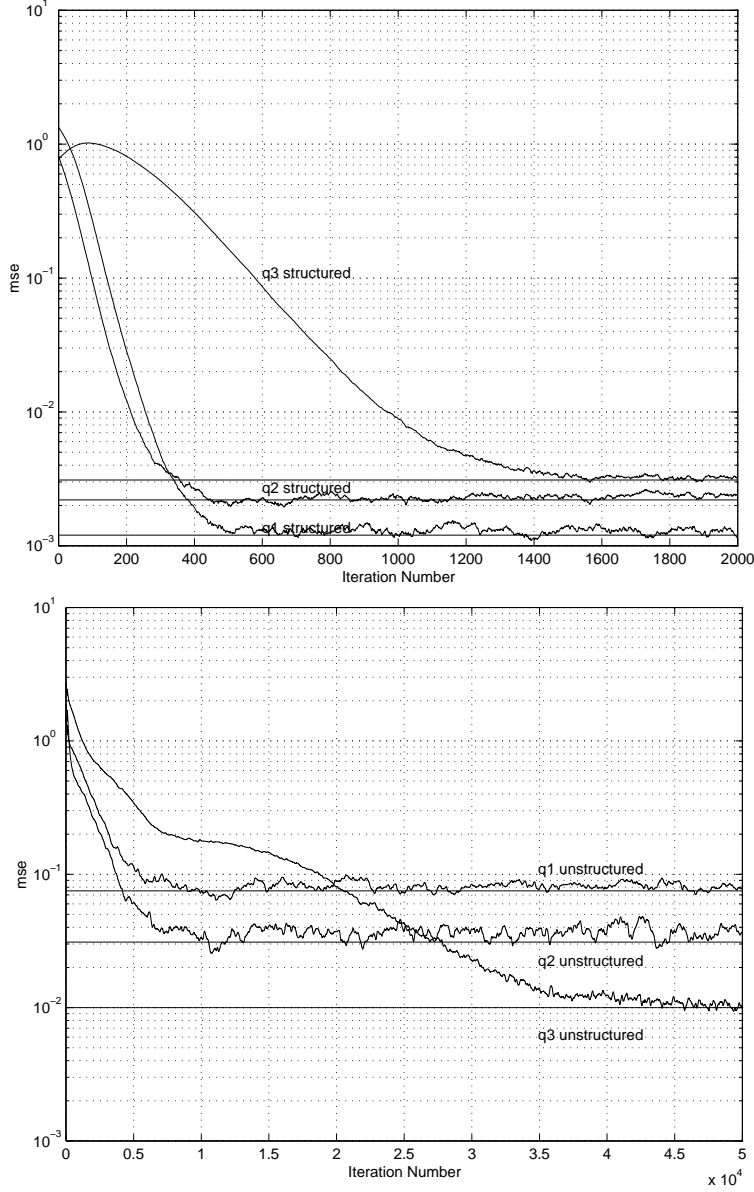 10^1
10^0
10^−1
10^−2
10^−3
mse
q3 structured
q2 structured
q1 structured
0 200 400 600 800 1000 1200 1400 1600 1800 2000
Iteration Number
10^1
10^0
10^−1
10^−2
10^−3
mse
q1 unstructured
q2 unstructured
q3 unstructured
0 0.5 1 1.5 2 2.5 3 3.5 4 4.5 5
Iteration Number
x 10^4